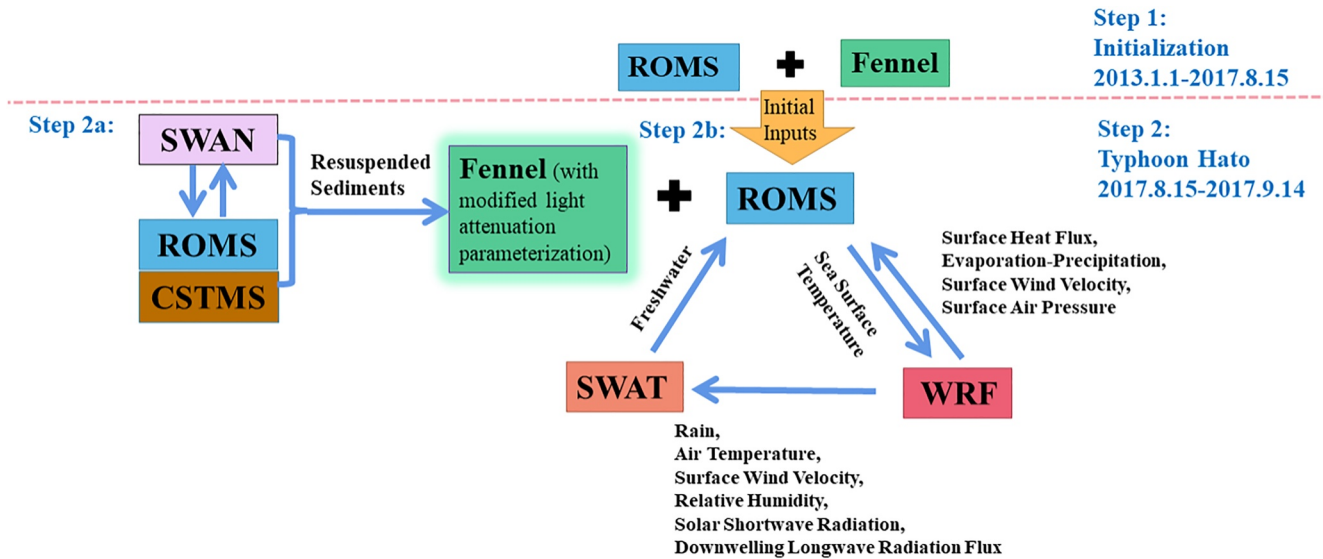 Step 1:
Initialization
2013.1.1-2017.8.15
ROMS
Fennel
Initial
Inputs
Step 2a:
SWAN
ROMS
CSTMS
Resuspended
Sediments
Fennel (with
modified light
attenuation
parameterization)
Step 2b:
ROMS
Step 2:
Typhoon Hato
2017.8.15-2017.9.14
Freshwater
Sea Surface
Temperature
Surface Heat Flux,
Evaporation-Precipitation,
Surface Wind Velocity,
Surface Air Pressure
SWAT
WRF
Rain,
Air Temperature,
Surface Wind Velocity,
Relative Humidity,
Solar Shortwave Radiation,
Downwelling Longwave Radiation Flux